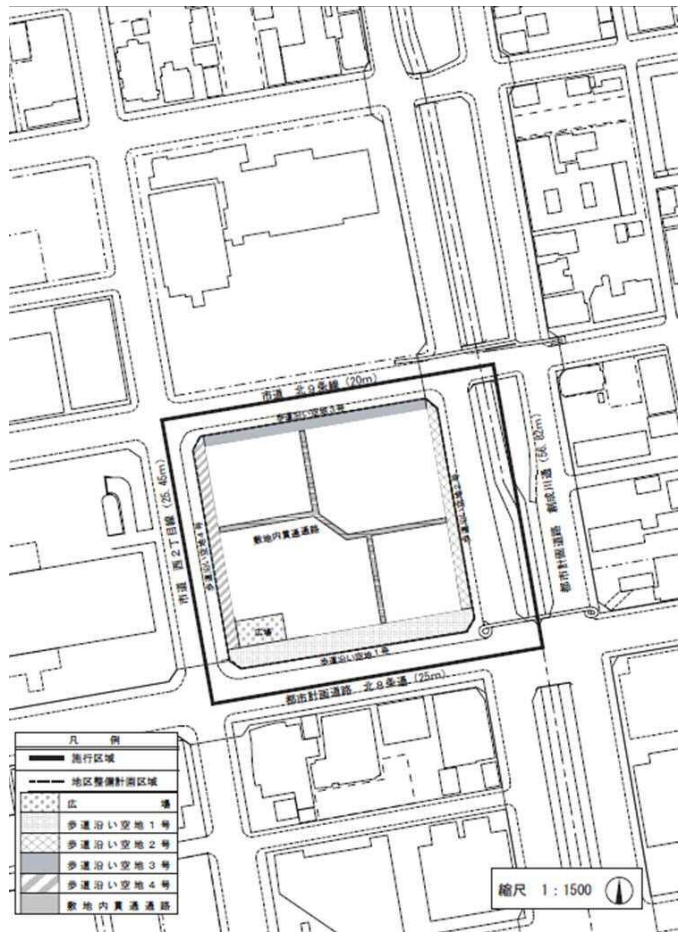 市道 北9条線（20m）
歩道沿い空地3号
市道 西2丁目線（25.45m）
歩道沿い空地4号
敷地内貫通通路
歩道沿い空地2号
都市計画道路 創成川通（56.82m）
広場
歩道沿い空地1号
都市計画道路 北8条通（25m）
凡 例
施行区域
地区整備計画区域
広 場
歩道沿い空地1号
歩道沿い空地2号
歩道沿い空地3号
歩道沿い空地4号
敷地内貫通通路
縮尺 1：1500